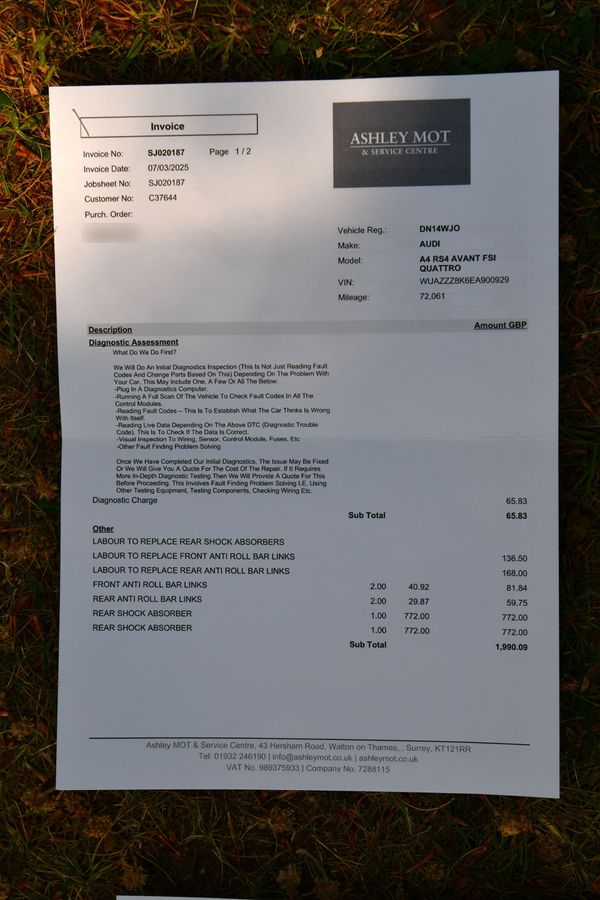 Invoice
ASHLEY MOT
& SERVICE CENTRE
Invoice No: SJ020187 Page 1 / 2
Invoice Date: 07/03/2025
Jobsheet No: SJ020187
Customer No: C37644
Purch. Order:
Vehicle Reg.: DN14WJO
Make: AUDI
Model: A4 RS4 AVANT FSI
QUATTRO
VIN: WUAZZZ8K6EA900929
Mileage: 72,061
Description Amount GBP
Diagnostic Assessment
What Do We Do First?
We Will Do An Initial Diagnostics Inspection (This Is Not Just Reading Fault
Codes And Change Parts Based On This) Depending On The Problem With
Your Car, This May Include One, A Few Or All The Below:
-Plug In A Diagnostics Computer.
-Running A Full Scan Of The Vehicle To Check Fault Codes In All The
Control Modules.
-Reading Fault Codes – This Is To Establish What The Car Thinks Is Wrong
With Itself.
-Reading Live Data Depending On The Above DTC (Diagnostic Trouble
Code), This Is To Check If The Data Is Correct.
-Visual Inspection To Wiring, Sensor, Control Module, Fuses, Etc
-Other Fault Finding Problem Solving
Once We Have Completed Our Initial Diagnostics, The Issue May Be Fixed
Or We Will Give You A Quote For The Cost Of The Repair. If It Requires
More In-Depth Diagnostic Testing Then We Will Provide A Quote For This
Before Proceeding. This Involves Fault Finding Problem Solving I.E. Using
Other Testing Equipment, Testing Components, Checking Wiring Etc.
Diagnostic Charge 65.83
Sub Total 65.83
Other
LABOUR TO REPLACE REAR SHOCK ABSORBERS
LABOUR TO REPLACE FRONT ANTI ROLL BAR LINKS 136.50
LABOUR TO REPLACE REAR ANTI ROLL BAR LINKS 168.00
FRONT ANTI ROLL BAR LINKS 2.00 40.92 81.84
REAR ANTI ROLL BAR LINKS 2.00 29.87 59.75
REAR SHOCK ABSORBER 1.00 772.00 772.00
REAR SHOCK ABSORBER 1.00 772.00 772.00
Sub Total 1,990.09
Ashley MOT & Service Centre, 43 Hersham Road, Walton on Thames, , Surrey, KT121RR
Tel: 01932 246190 | info@ashleymot.co.uk | ashleymot.co.uk
VAT No. 989375933 | Company No. 7288115